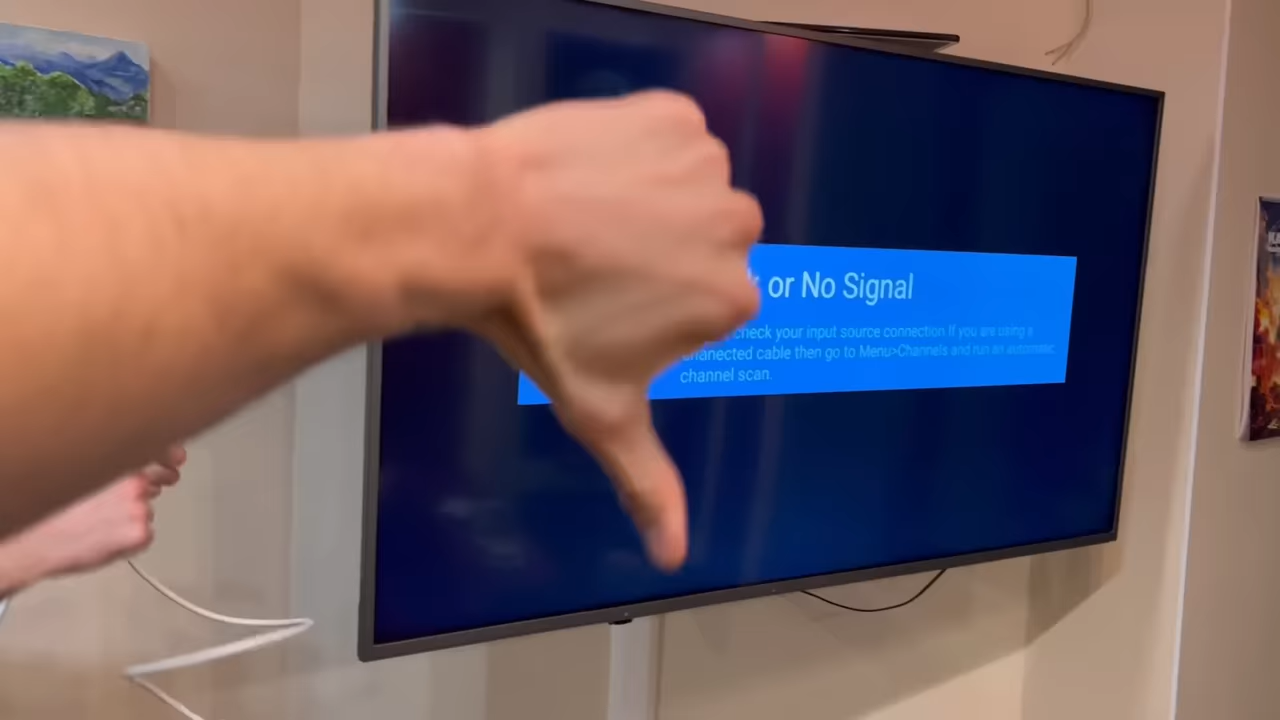 or No Signal
check your input source connection If you are using a
channected cable then go to Menu>Channels and run an automatic
channel scan.